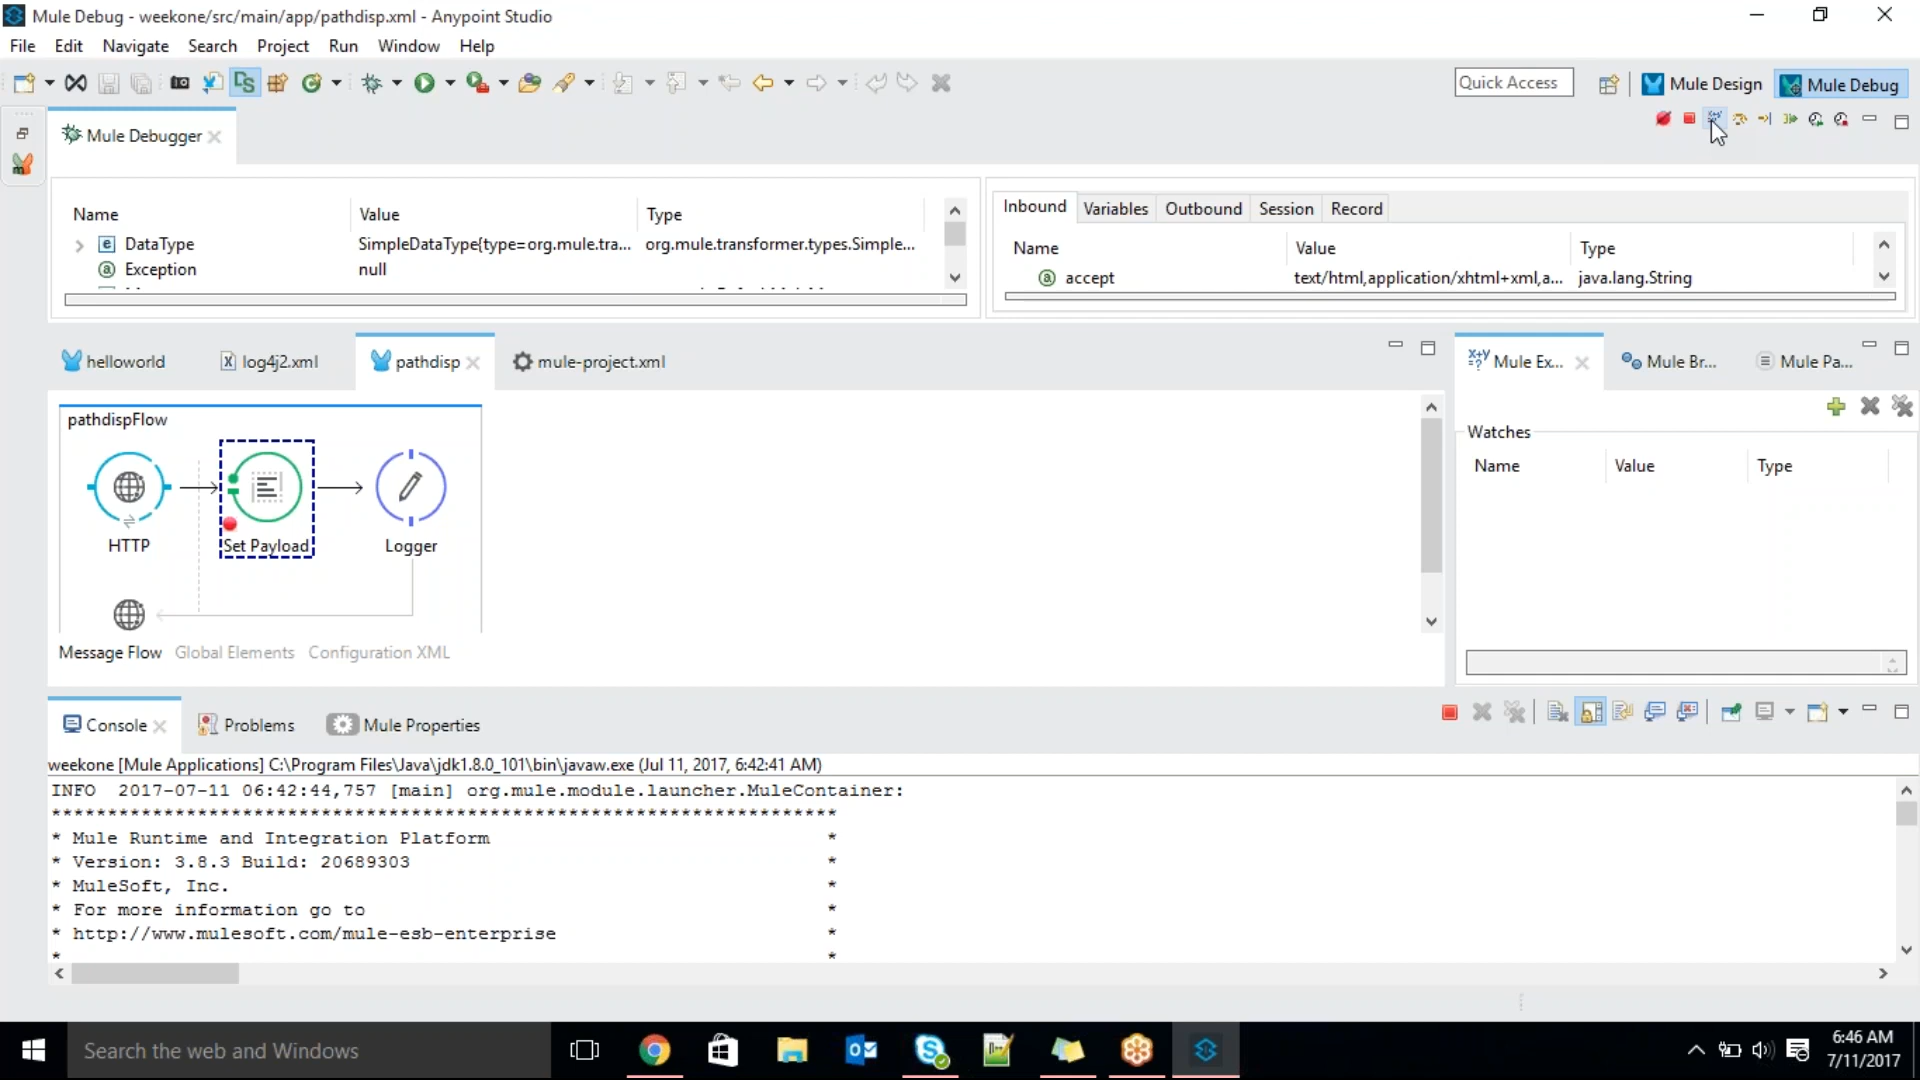 Mule Debug - weekone/src/main/app/pathdisp.xml - Anypoint Studio
File Edit Navigate Search Project Run Window Help
Quick Access Mule Design Mule Debug
Mule Debugger
Name Value Type
DataType SimpleDataType{type=org.mule.tra... org.mule.transformer.types.Simple...
Exception null
Inbound Variables Outbound Session Record
Name Value Type
accept text/html,application/xhtml+xml,a... java.lang.String
helloworld log4j2.xml pathdisp mule-project.xml
pathdispFlow
HTTP Set Payload Logger
Message Flow Global Elements Configuration XML
Mule Ex... Mule Br... Mule Pa...
Watches
Name Value Type
Console Problems Mule Properties
weekone [Mule Applications] C:\Program Files\Java\jdk1.8.0_101\bin\javaw.exe (Jul 11, 2017, 6:42:41 AM)
INFO 2017-07-11 06:42:44,757 [main] org.mule.module.launcher.MuleContainer:
**********************************************************************
* Mule Runtime and Integration Platform *
* Version: 3.8.3 Build: 20689303 *
* MuleSoft, Inc. *
* For more information go to *
* http://www.mulesoft.com/mule-esb-enterprise *
* *
Search the web and Windows
6:46 AM
7/11/2017